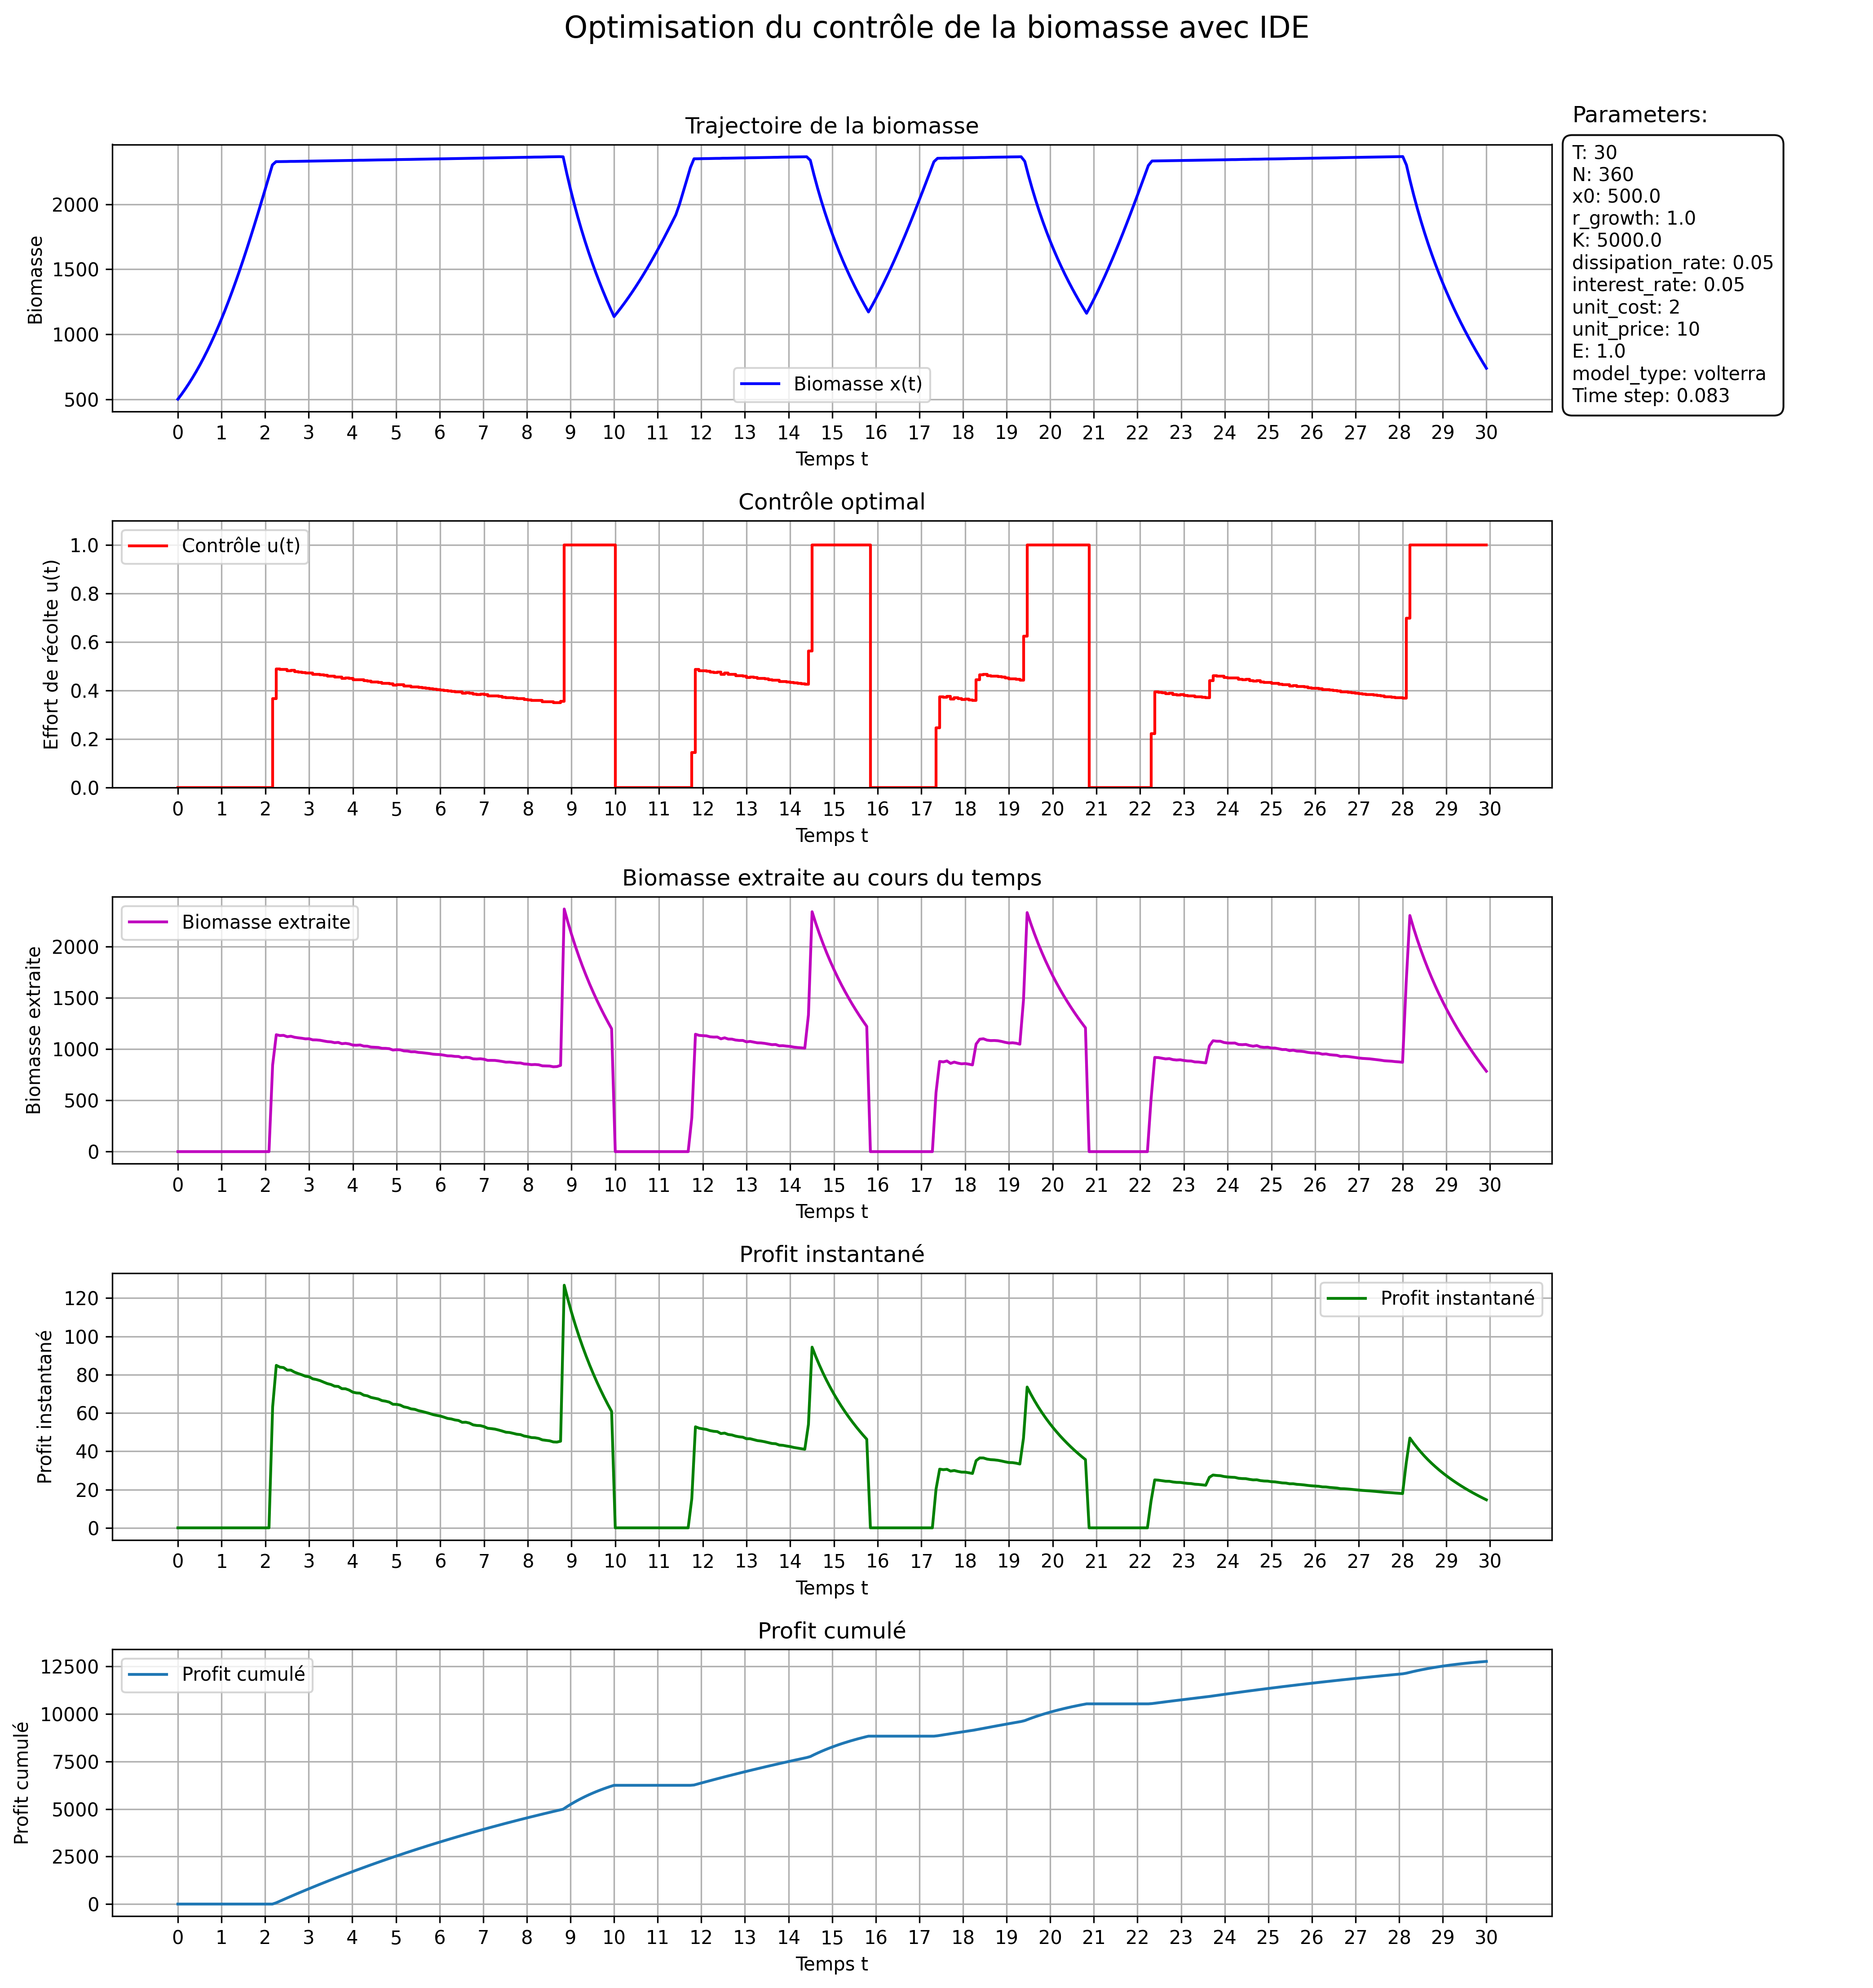 Optimisation du contrôle de la biomasse avec IDE
Parameters:
T: 30
N: 360
x0: 500.0
r_growth: 1.0
K: 5000.0
dissipation_rate: 0.05
interest_rate: 0.05
unit_cost: 2
unit_price: 10
E: 1.0
model_type: volterra
Time step: 0.083
Trajectoire de la biomasse
Biomasse
2000
1500
1000
500
Biomasse x(t)
0 1 2 3 4 5 6 7 8 9 10 11 12 13 14 15 16 17 18 19 20 21 22 23 24 25 26 27 28 29 30
Temps t
Contrôle optimal
Effort de récolte u(t)
1.0
0.8
0.6
0.4
0.2
0.0
Contrôle u(t)
0 1 2 3 4 5 6 7 8 9 10 11 12 13 14 15 16 17 18 19 20 21 22 23 24 25 26 27 28 29 30
Temps t
Biomasse extraite au cours du temps
Biomasse extraite
2000
1500
1000
500
0
Biomasse extraite
0 1 2 3 4 5 6 7 8 9 10 11 12 13 14 15 16 17 18 19 20 21 22 23 24 25 26 27 28 29 30
Temps t
Profit instantané
Profit instantané
120
100
80
60
40
20
0
Profit instantané
0 1 2 3 4 5 6 7 8 9 10 11 12 13 14 15 16 17 18 19 20 21 22 23 24 25 26 27 28 29 30
Temps t
Profit cumulé
Profit cumulé
12500
10000
7500
5000
2500
0
Profit cumulé
0 1 2 3 4 5 6 7 8 9 10 11 12 13 14 15 16 17 18 19 20 21 22 23 24 25 26 27 28 29 30
Temps t